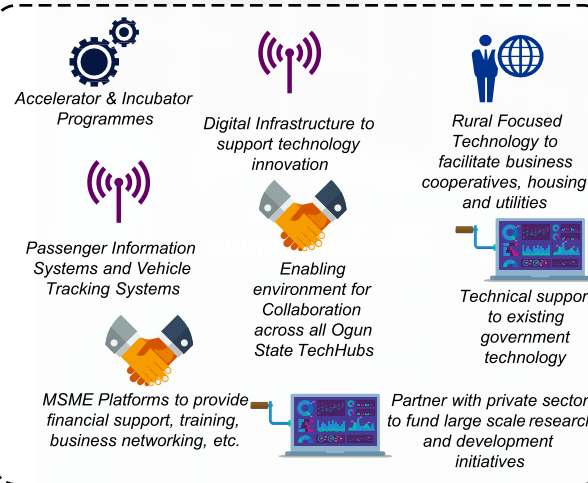 Accelerator & Incubator
Programmes
Digital Infrastructure to
support technology
innovation
Rural Focused
Technology to
facilitate business
cooperatives, housing
and utilities
Passenger Information
Systems and Vehicle
Tracking Systems
Enabling
environment for
Collaboration
across all Ogun
State TechHubs
Technical support
to existing
government
technology
MSME Platforms to provide
financial support, training,
business networking, etc.
Partner with private sector
to fund large scale research
and development
initiatives